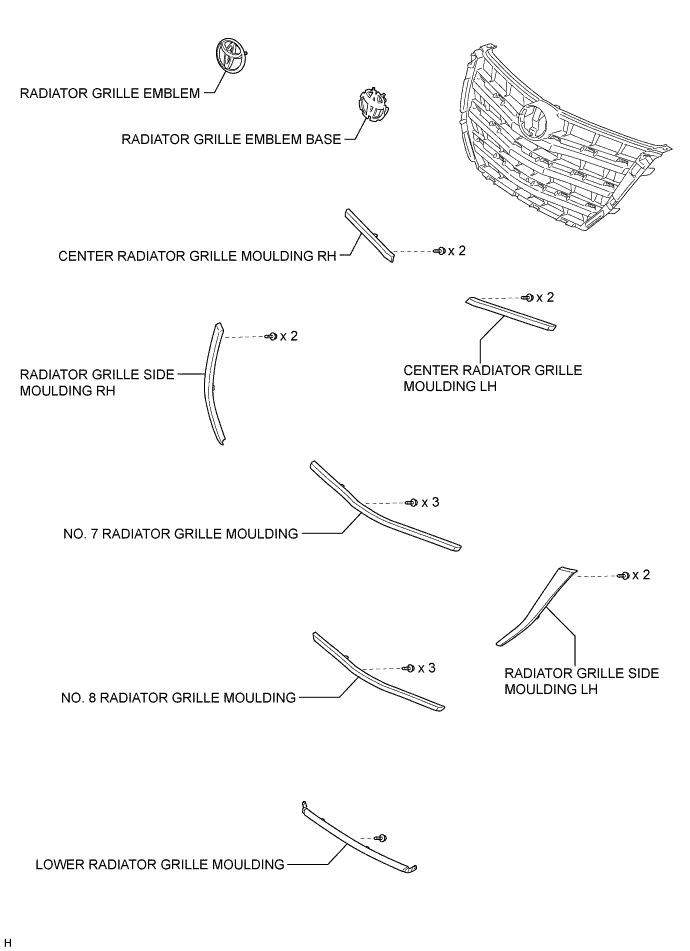 RADIATOR GRILLE EMBLEM
RADIATOR GRILLE EMBLEM BASE
CENTER RADIATOR GRILLE MOULDING RH
x 2
x 2
x 2
RADIATOR GRILLE SIDE
MOULDING RH
CENTER RADIATOR GRILLE
MOULDING LH
x 3
NO. 7 RADIATOR GRILLE MOULDING
x 2
RADIATOR GRILLE SIDE
MOULDING LH
x 3
NO. 8 RADIATOR GRILLE MOULDING
LOWER RADIATOR GRILLE MOULDING
H